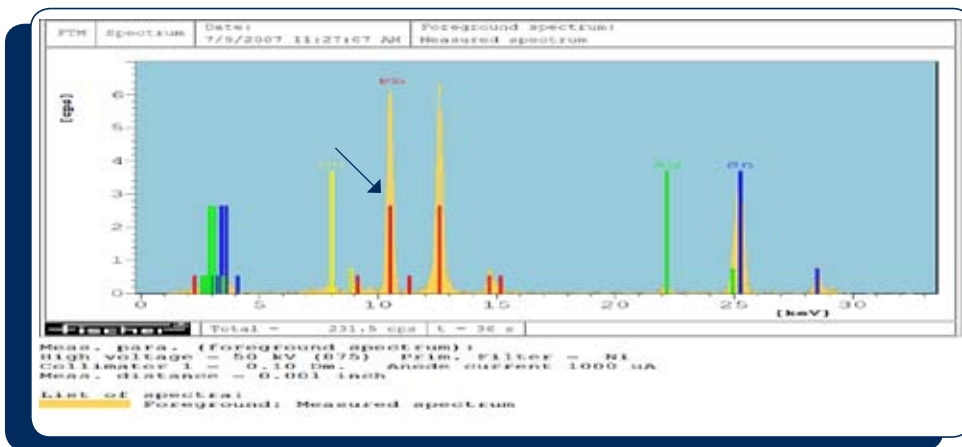 FTM Spectrum Date: Foreground spectrum:
7/9/2007 11:27:07 AM Measured spectrum
[cps]
Pb
6
5
Cu Ag Sn
4
3
2
1
0
0 5 10 15 20 25 30
[keV]
Fischer Total = 231.5 cps t = 36 s
Meas. para. (foreground spectrum):
High voltage = 50 kV (875) Prim. Filter = Ni
Collimator 1 = 0.10 Dm. Anode current 1000 uA
Meas. distance = 0.001 inch
List of spectra:
Foreground: Measured spectrum